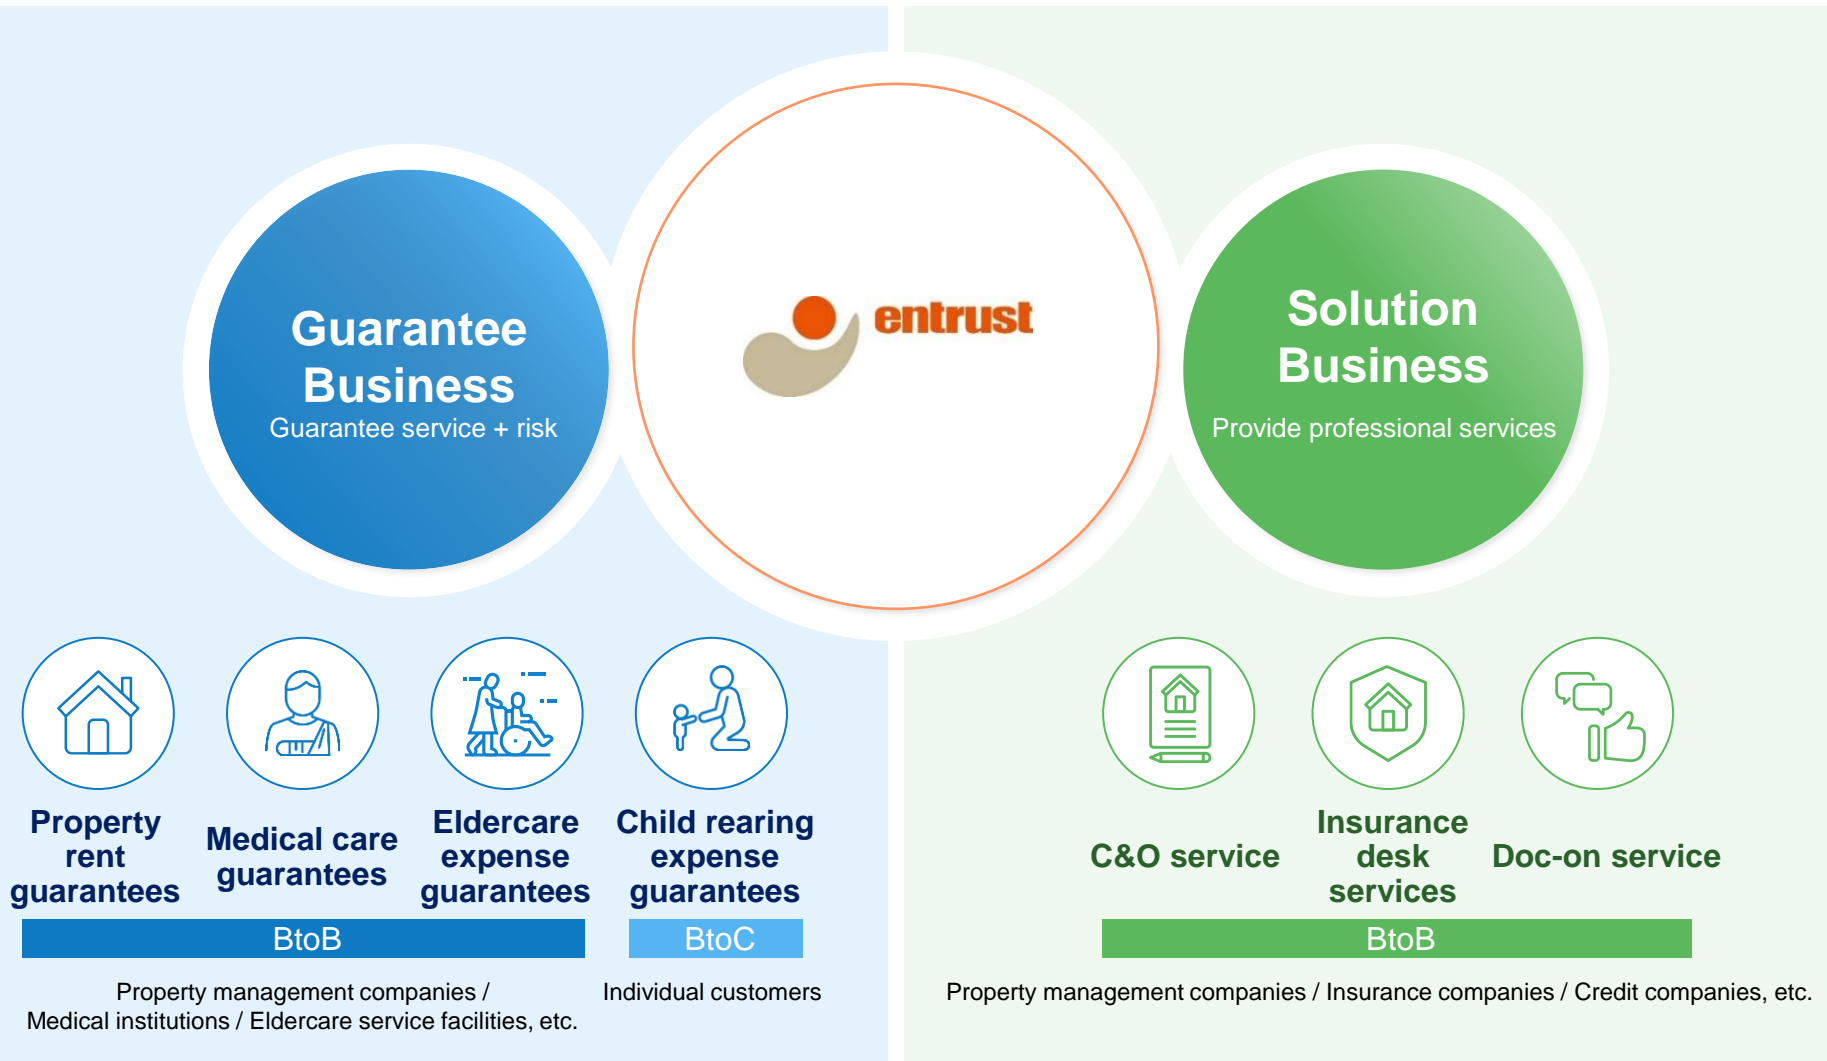 entrust
Guarantee
Business
Guarantee service + risk
Solution
Business
Provide professional services
Property
rent
guarantees
Medical care
guarantees
Eldercare
expense
guarantees
Child rearing
expense
guarantees
BtoB
BtoC
Property management companies /
Medical institutions / Eldercare service facilities, etc.
Individual customers
C&O service
Insurance
desk
services
Doc-on service
BtoB
Property management companies / Insurance companies / Credit companies, etc.